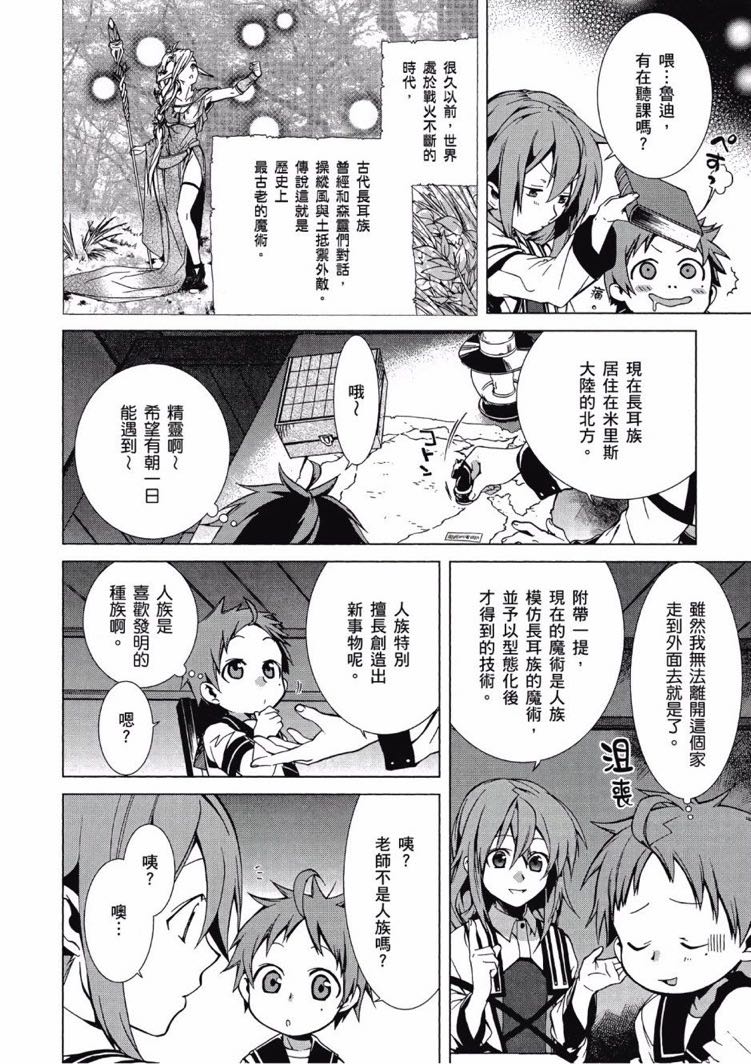 喂…魯迪，
有在聽課嗎？
ぺすっ
痛。
很久以前，世界
處於戰火不斷的
時代，
古代長耳族
曾經和森靈們對話，
操縱風與土抵禦外敵。
傳說這就是
歷史上
最古老的魔術。
現在長耳族
居住在米里斯
大陸的北方。
コトン
哦～
精靈啊～
希望有朝一日
能遇到～
雖然我無法離開這個家
走到外面去就是了。
沮喪
附帶一提，
現在的魔術是人族
模仿長耳族的魔術，
並予以型態化後
才得到的技術。
人族特別
擅長創造出
新事物呢。
人族是
喜歡發明的
種族啊。
嗯？
咦？
老師不是人族嗎？
咦？
噢…